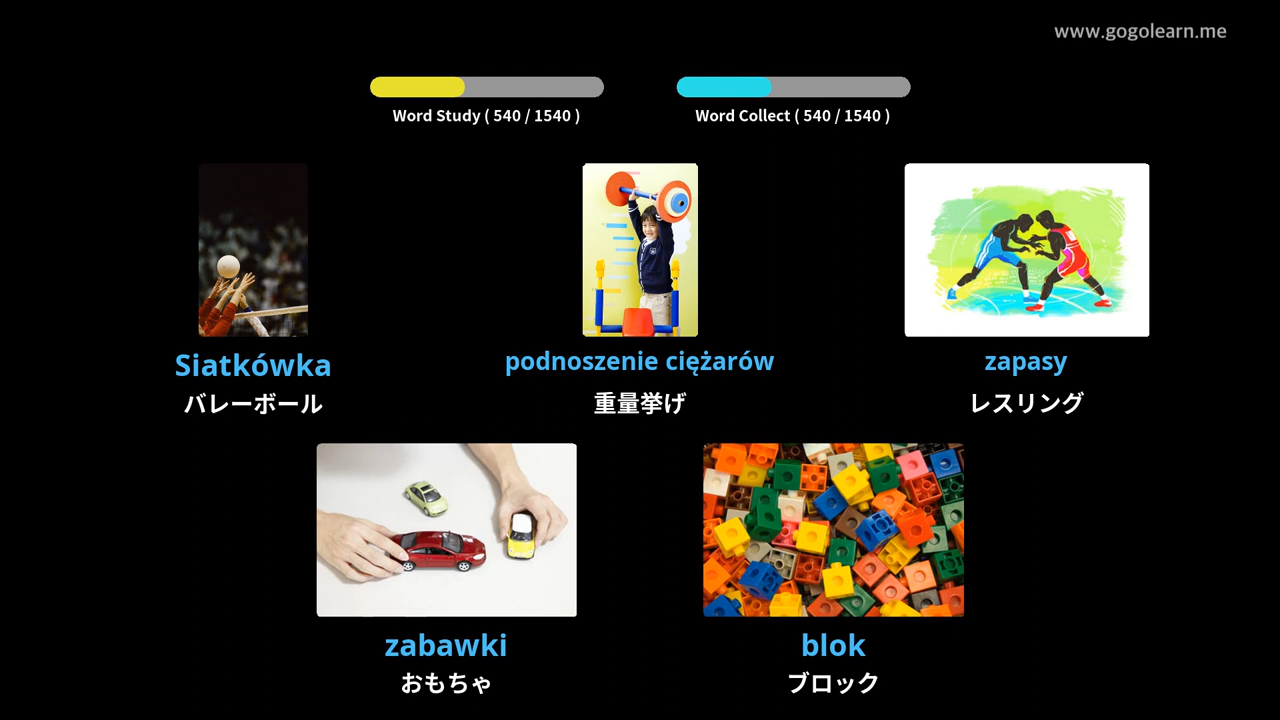 www.gogolearn.me
Word Study ( 540 / 1540 )
Word Collect ( 540 / 1540 )
Siatkówka
バレーボール
podnoszenie ciężarów
重量挙げ
zapasy
レスリング
zabawki
おもちゃ
blok
ブロック